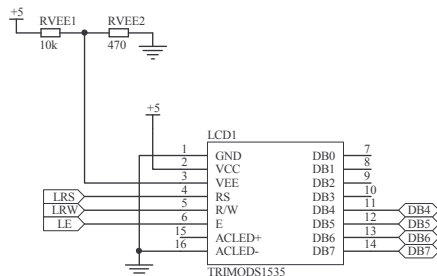 +5 RVEE1 RVEE2
10k 470
+5
LCD1
1 GND DB0 7
2 VCC DB1 8
3 VEE DB2 9
LRS 4 RS DB3 10
LRW 5 R/W DB4 11 DB4
LE 6 E DB5 12 DB5
15 ACLED+ DB6 13 DB6
16 ACLED- DB7 14 DB7
TRIMODS1535